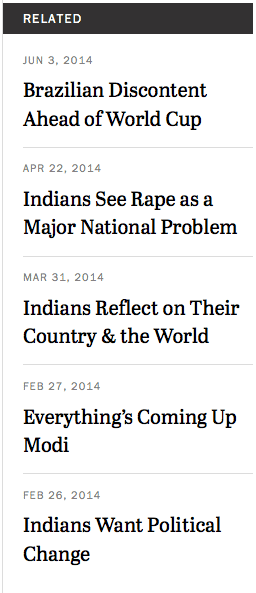 RELATED
JUN 3, 2014
Brazilian Discontent
Ahead of World Cup
APR 22, 2014
Indians See Rape as a
Major National Problem
MAR 31, 2014
Indians Reflect on Their
Country & the World
FEB 27, 2014
Everything’s Coming Up
Modi
FEB 26, 2014
Indians Want Political
Change